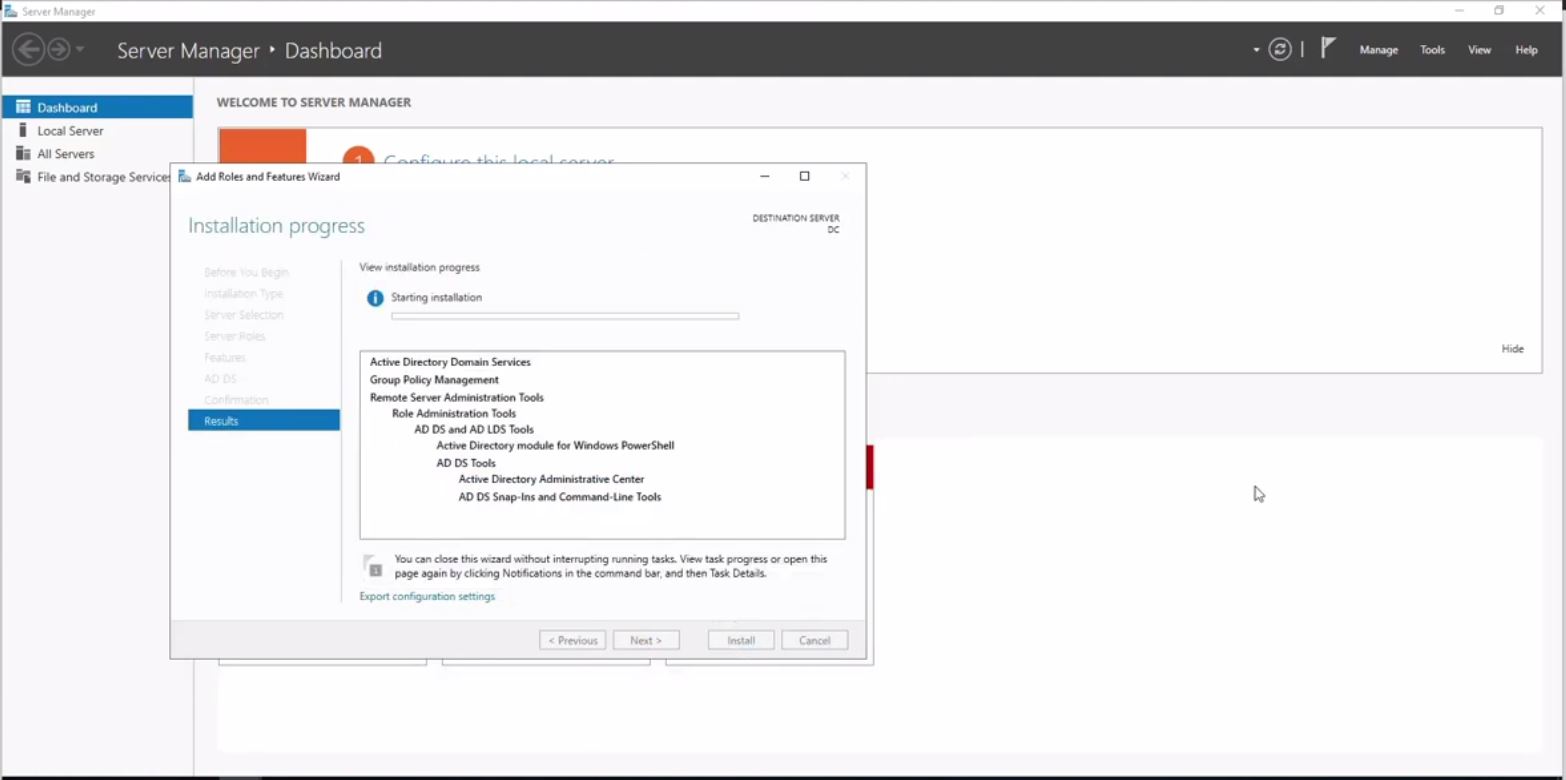 Server Manager
Server Manager ‣ Dashboard
Manage
Tools
View
Help
Dashboard
Local Server
All Servers
File and Storage Services
WELCOME TO SERVER MANAGER
1
Configure this local server
Hide
Add Roles and Features Wizard
Installation progress
DESTINATION SERVER
DC
Before You Begin
Installation Type
Server Selection
Server Roles
Features
AD DS
Confirmation
Results
View installation progress
Starting installation
Active Directory Domain Services
Group Policy Management
Remote Server Administration Tools
Role Administration Tools
AD DS and AD LDS Tools
Active Directory module for Windows PowerShell
AD DS Tools
Active Directory Administrative Center
AD DS Snap-Ins and Command-Line Tools
You can close this wizard without interrupting running tasks. View task progress or open this
page again by clicking Notifications in the command bar, and then Task Details.
Export configuration settings
< Previous
Next >
Install
Cancel